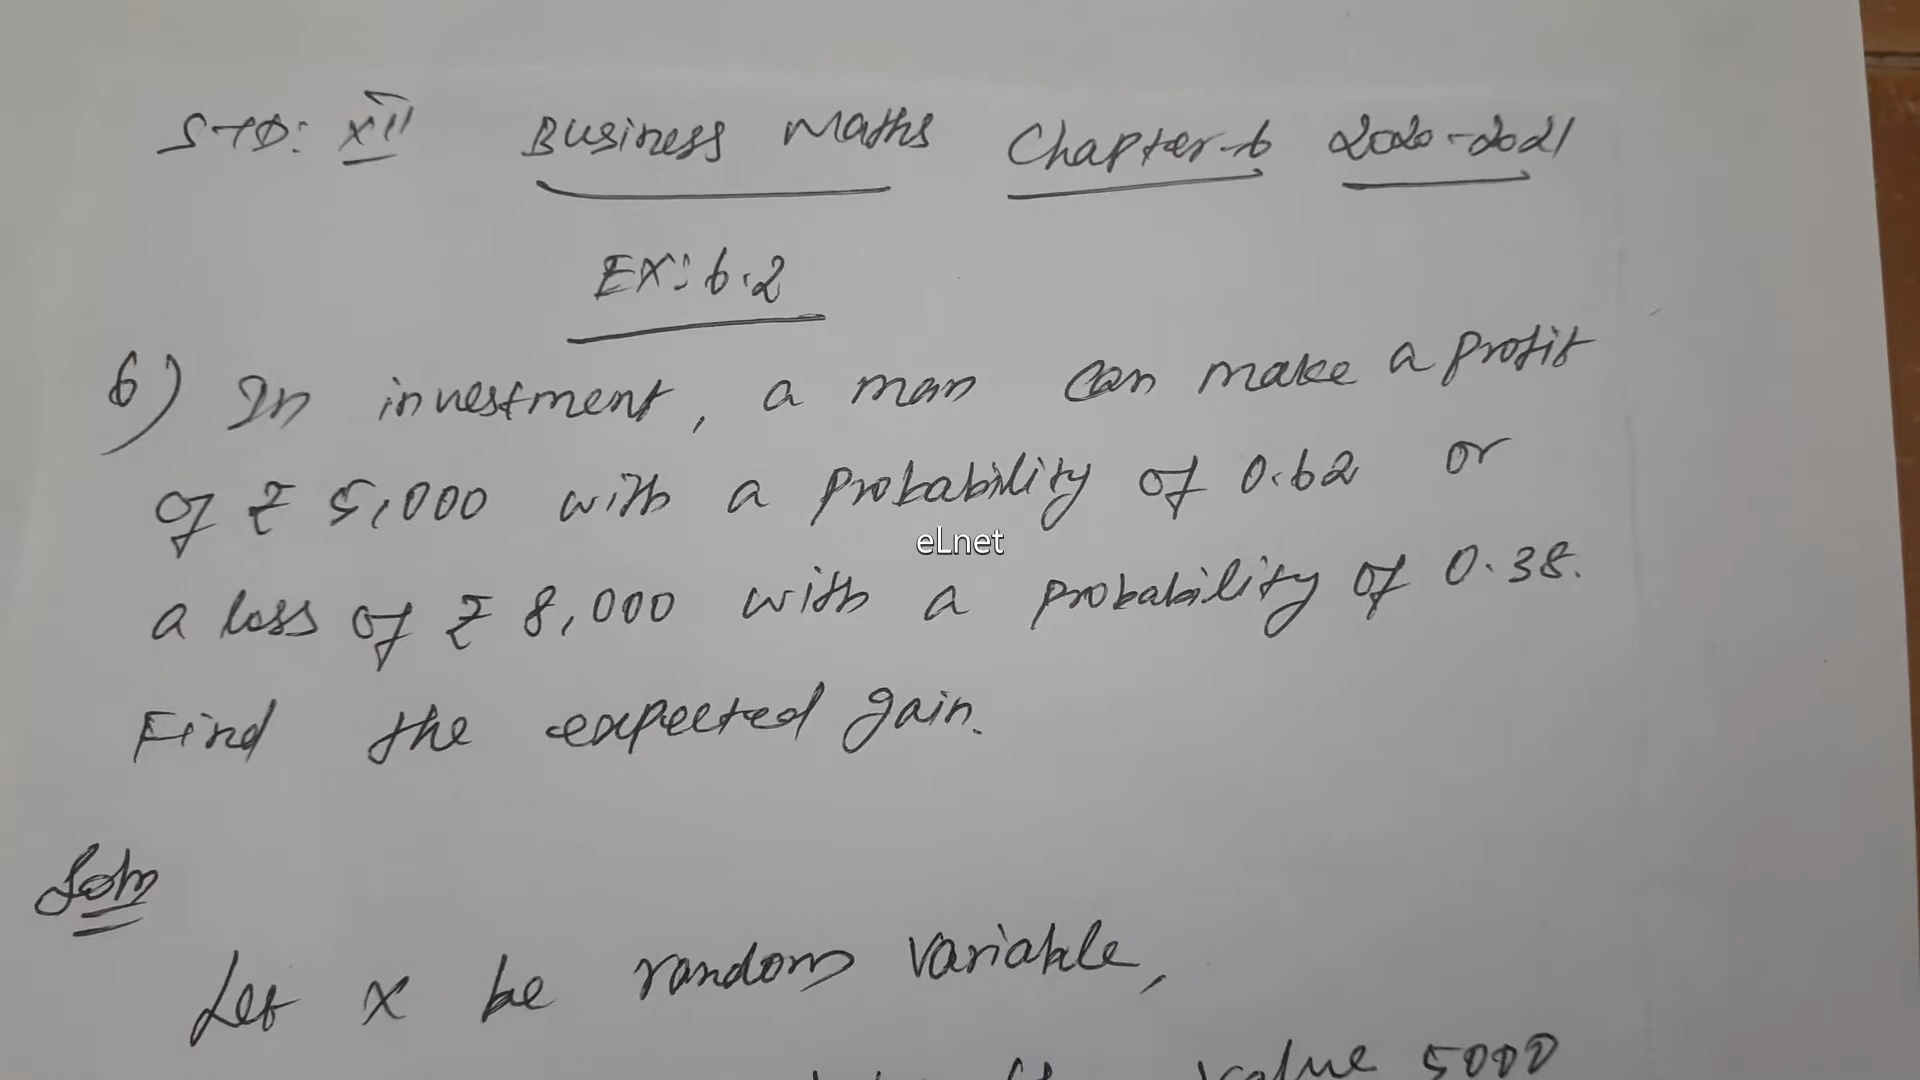 STD: XII Business Maths Chapter-6 2020-2021
EX: 6.2
6) In investment, a man can make a profit
of ₹ 5,000 with a probability of 0.62 or
eLnet
a loss of ₹ 8,000 with a probability of 0.38.
Find the expected gain.
Soln
Let x be random variable,
value 5000